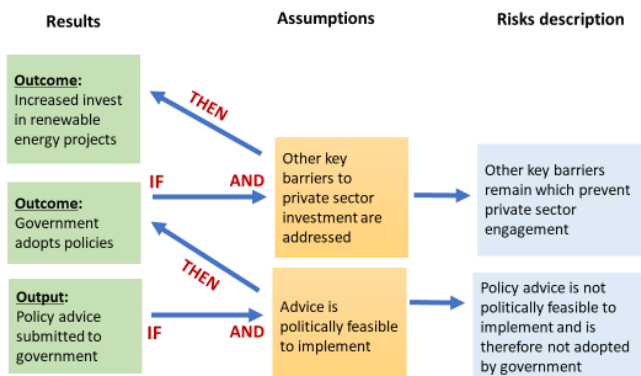 Results
Assumptions
Risks description
Outcome:
Increased invest
in renewable
energy projects
THEN
Other key
barriers to
private sector
investment are
addressed
Other key barriers
remain which prevent
private sector
engagement
IF
AND
Outcome:
Government
adopts policies
THEN
Output:
Policy advice
submitted to
government
IF
AND
Advice is
politically feasible
to implement
Policy advice is not
politically feasible to
implement and is
therefore not adopted
by government